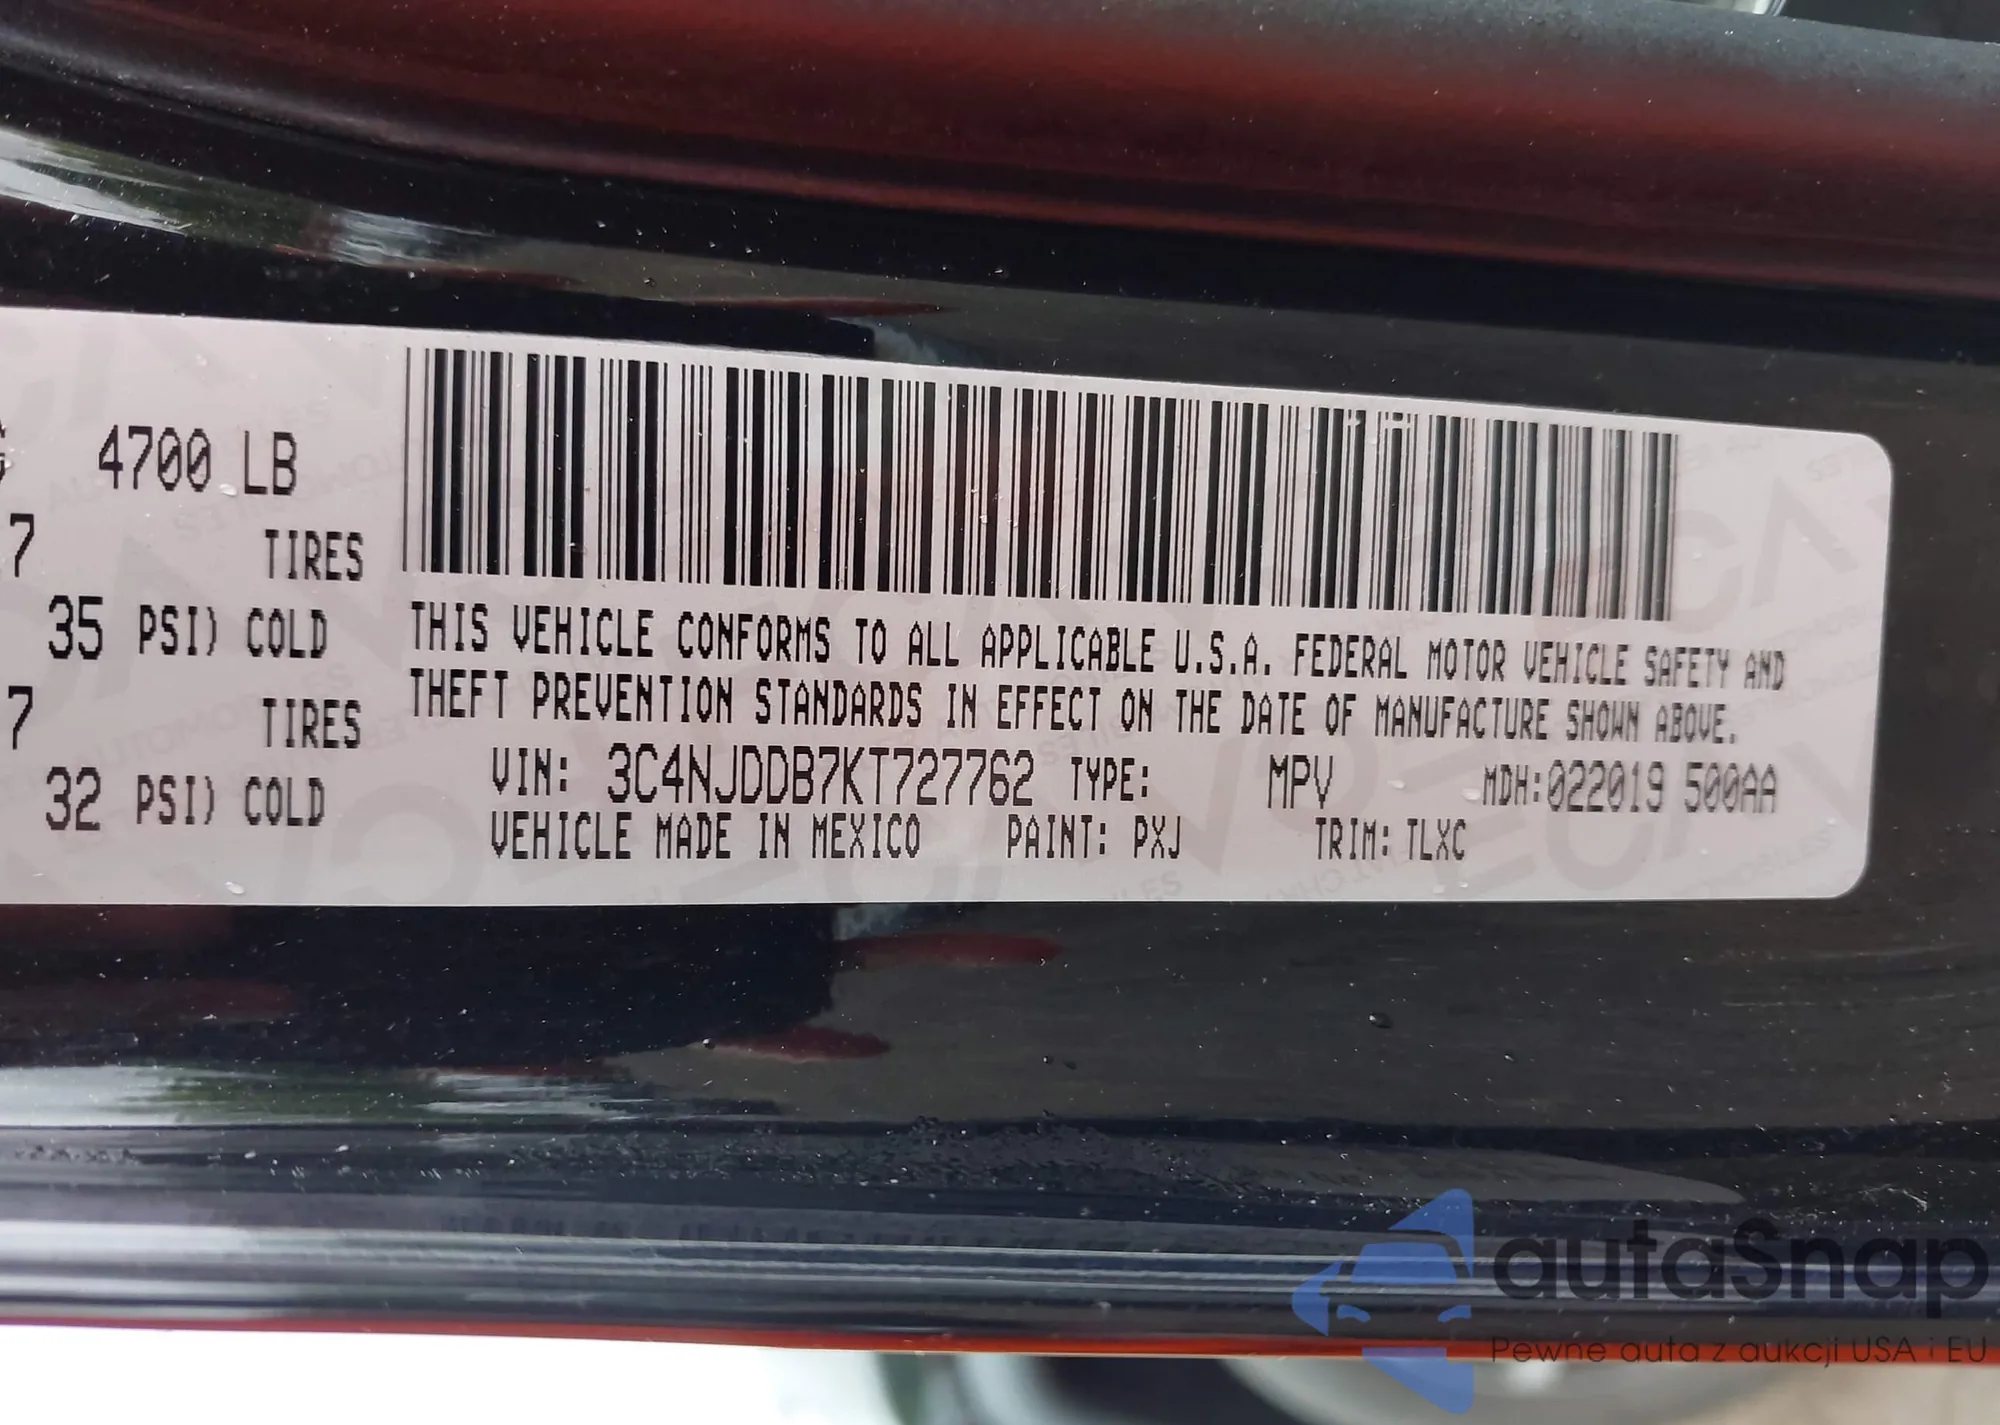 4700 LB
7 TIRES
35 PSI) COLD
7 TIRES
32 PSI) COLD
THIS VEHICLE CONFORMS TO ALL APPLICABLE U.S.A. FEDERAL MOTOR VEHICLE SAFETY AND
THEFT PREVENTION STANDARDS IN EFFECT ON THE DATE OF MANUFACTURE SHOWN ABOVE.
VIN: 3C4NJDDB7KT727762 TYPE: MPV MDH:022019 500AA
VEHICLE MADE IN MEXICO PAINT: PXJ TRIM: TLXC
autaSnap
Pewne auta z aukcji USA i EU